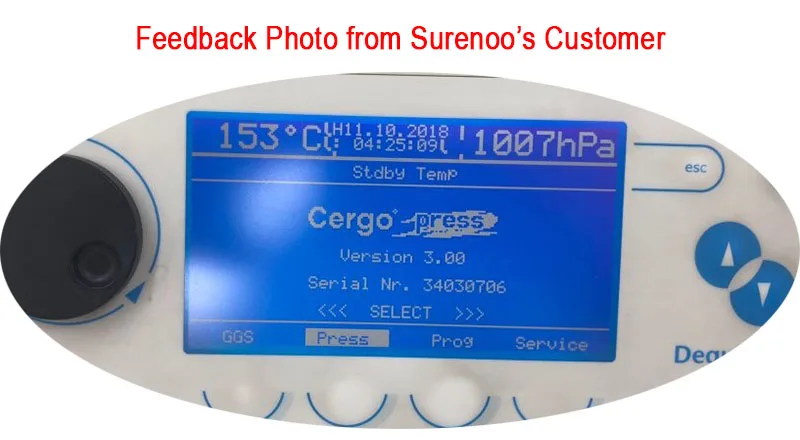 Feedback Photo from Surenoo's Customer
153°C
11.10.2018
04:25:09
1007hPa
Stdby Temp
esc
Cergo press
Version 3.00
Serial Nr. 34030706
<<< SELECT >>>
GGS Press Prog Service